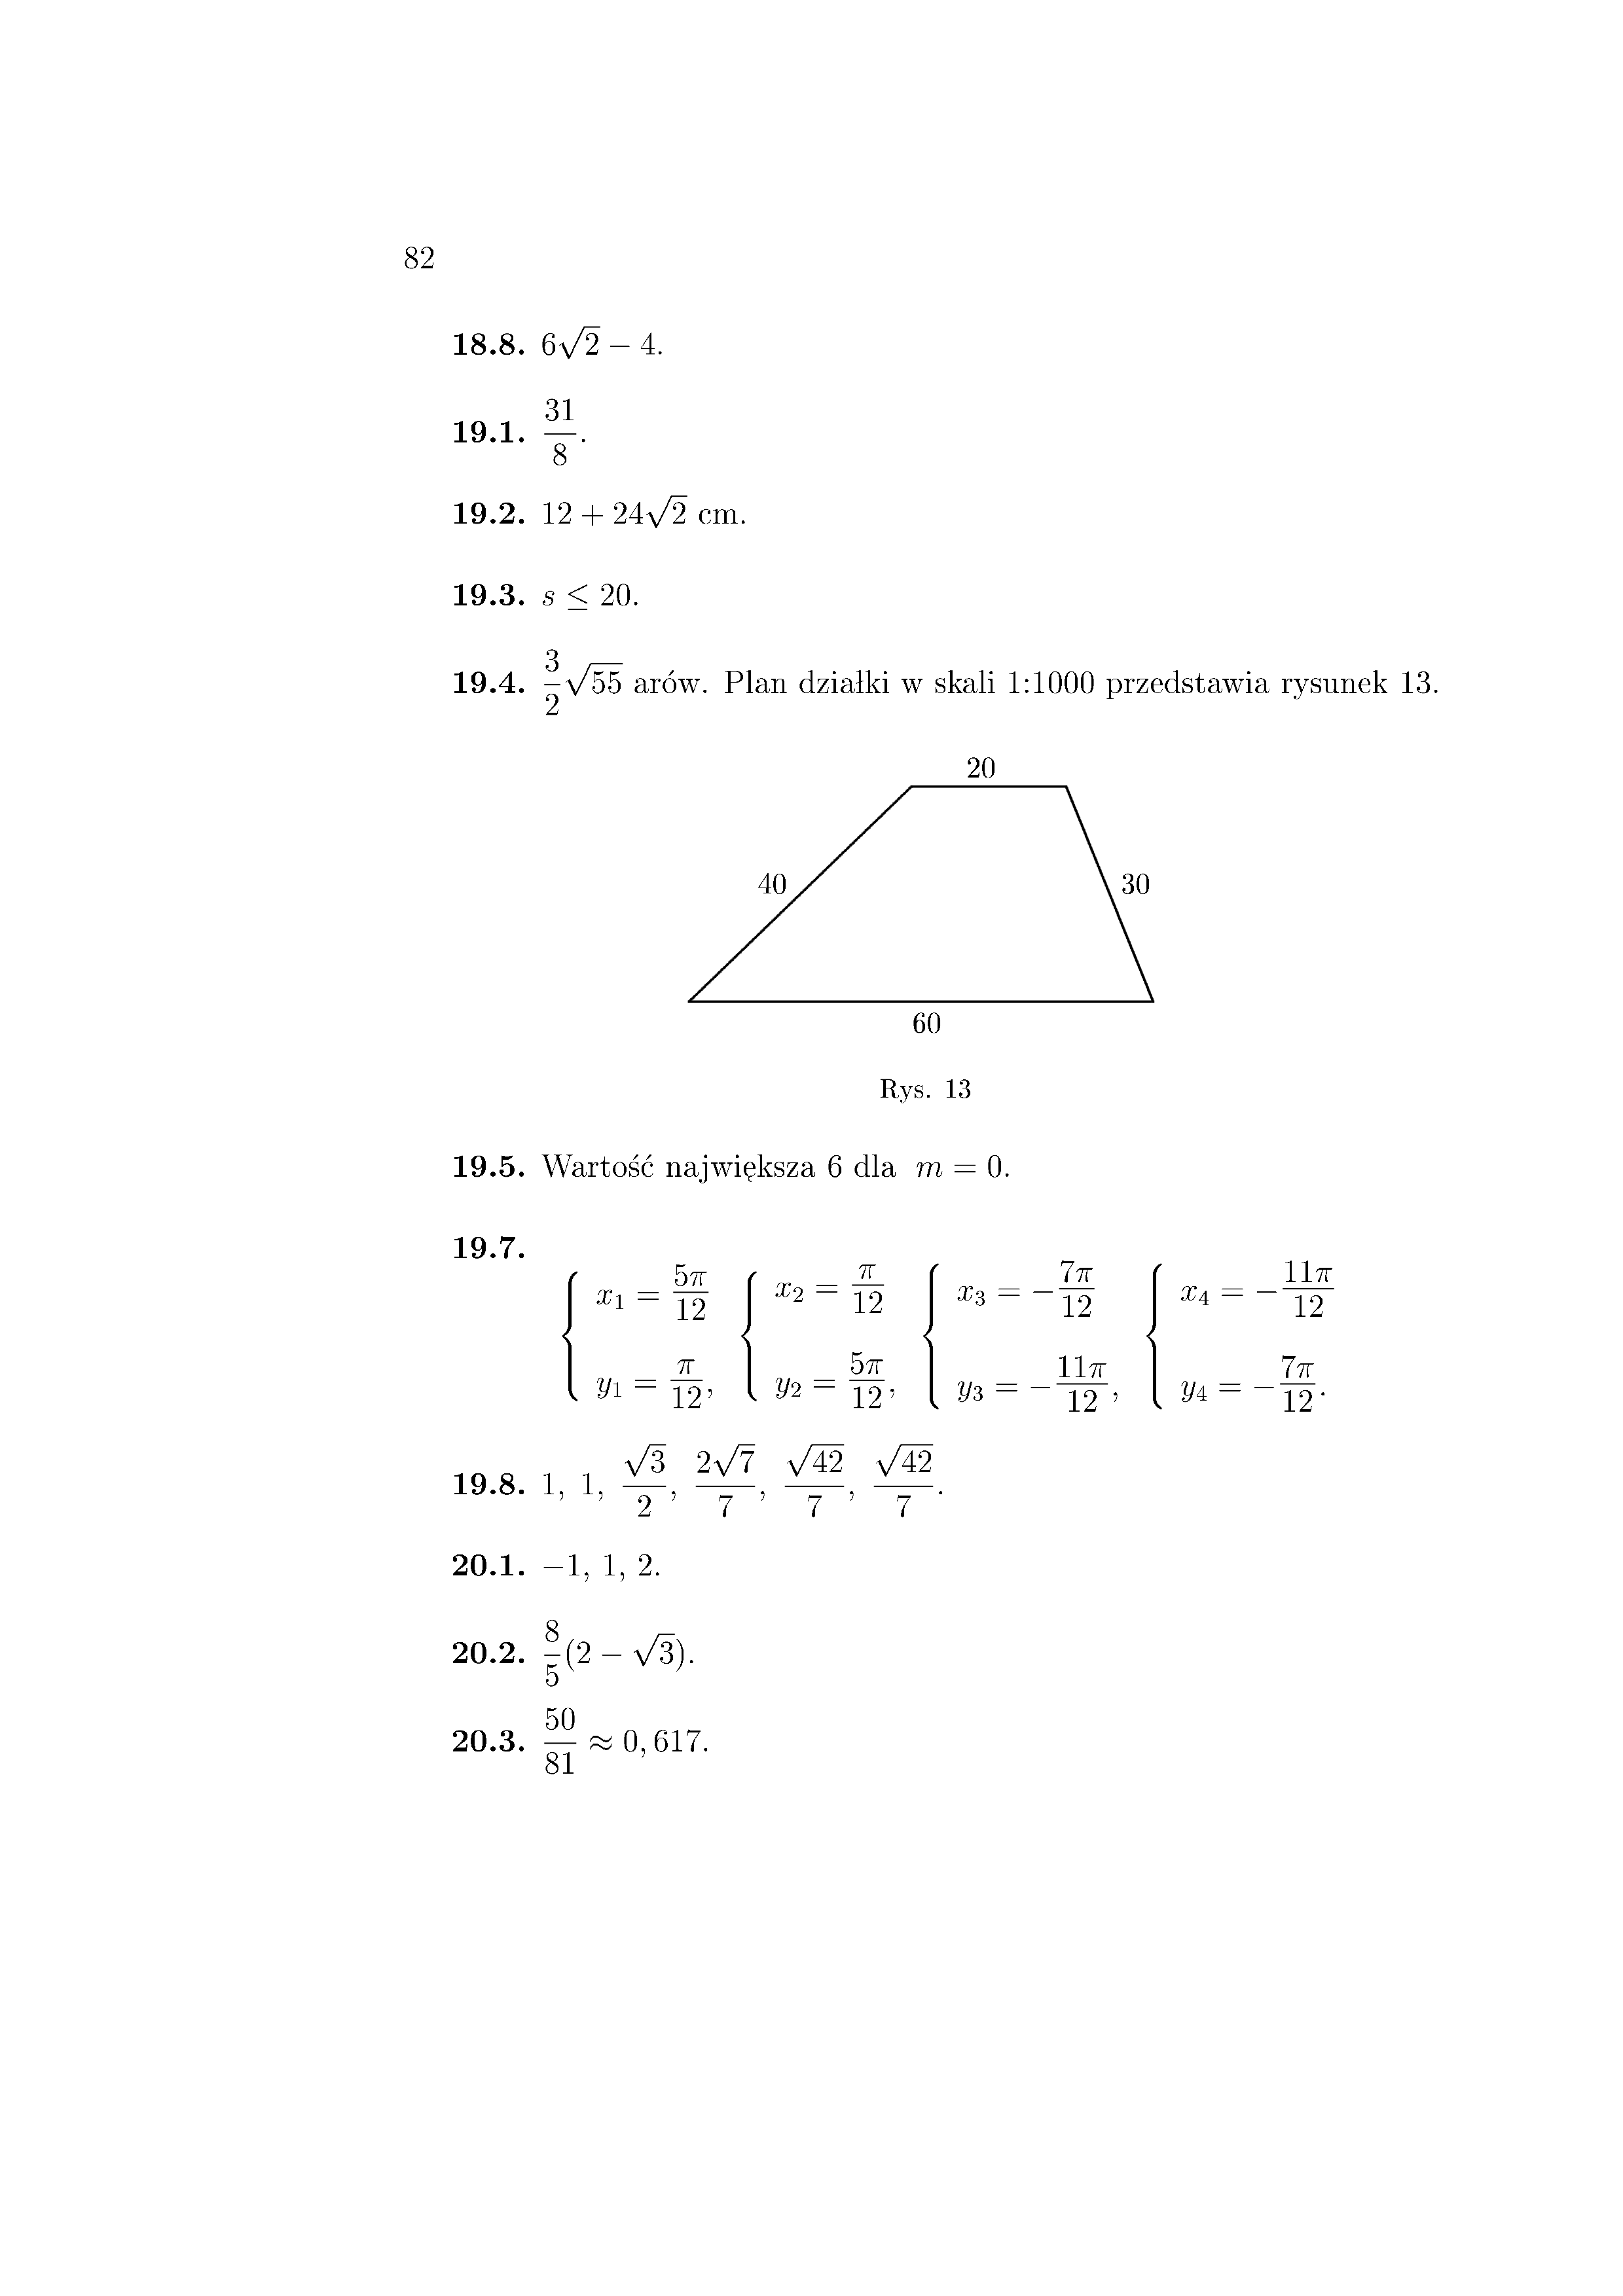 82
18.8. $6\sqrt{2} - 4$.
19.1. $\frac{31}{8}$.
19.2. $12 + 24\sqrt{2}$ cm.
19.3. $s \leq 20$.
19.4. $\frac{3}{2}\sqrt{55}$ arów. Plan działki w skali 1:1000 przedstawia rysunek 13.
20
40
30
60
Rys. 13
19.5. Wartość największa 6 dla $m = 0$.
19.7.
$\begin{cases} x_1 = \frac{5\pi}{12} \\ y_1 = \frac{\pi}{12}, \end{cases}$ $\begin{cases} x_2 = \frac{\pi}{12} \\ y_2 = \frac{5\pi}{12}, \end{cases}$ $\begin{cases} x_3 = -\frac{7\pi}{12} \\ y_3 = -\frac{11\pi}{12}, \end{cases}$ $\begin{cases} x_4 = -\frac{11\pi}{12} \\ y_4 = -\frac{7\pi}{12}. \end{cases}$
19.8. $1,\ 1,\ \frac{\sqrt{3}}{2},\ \frac{2\sqrt{7}}{7},\ \frac{\sqrt{42}}{7},\ \frac{\sqrt{42}}{7}$.
20.1. $-1, 1, 2$.
20.2. $\frac{8}{5}(2 - \sqrt{3})$.
20.3. $\frac{50}{81} \approx 0,617$.